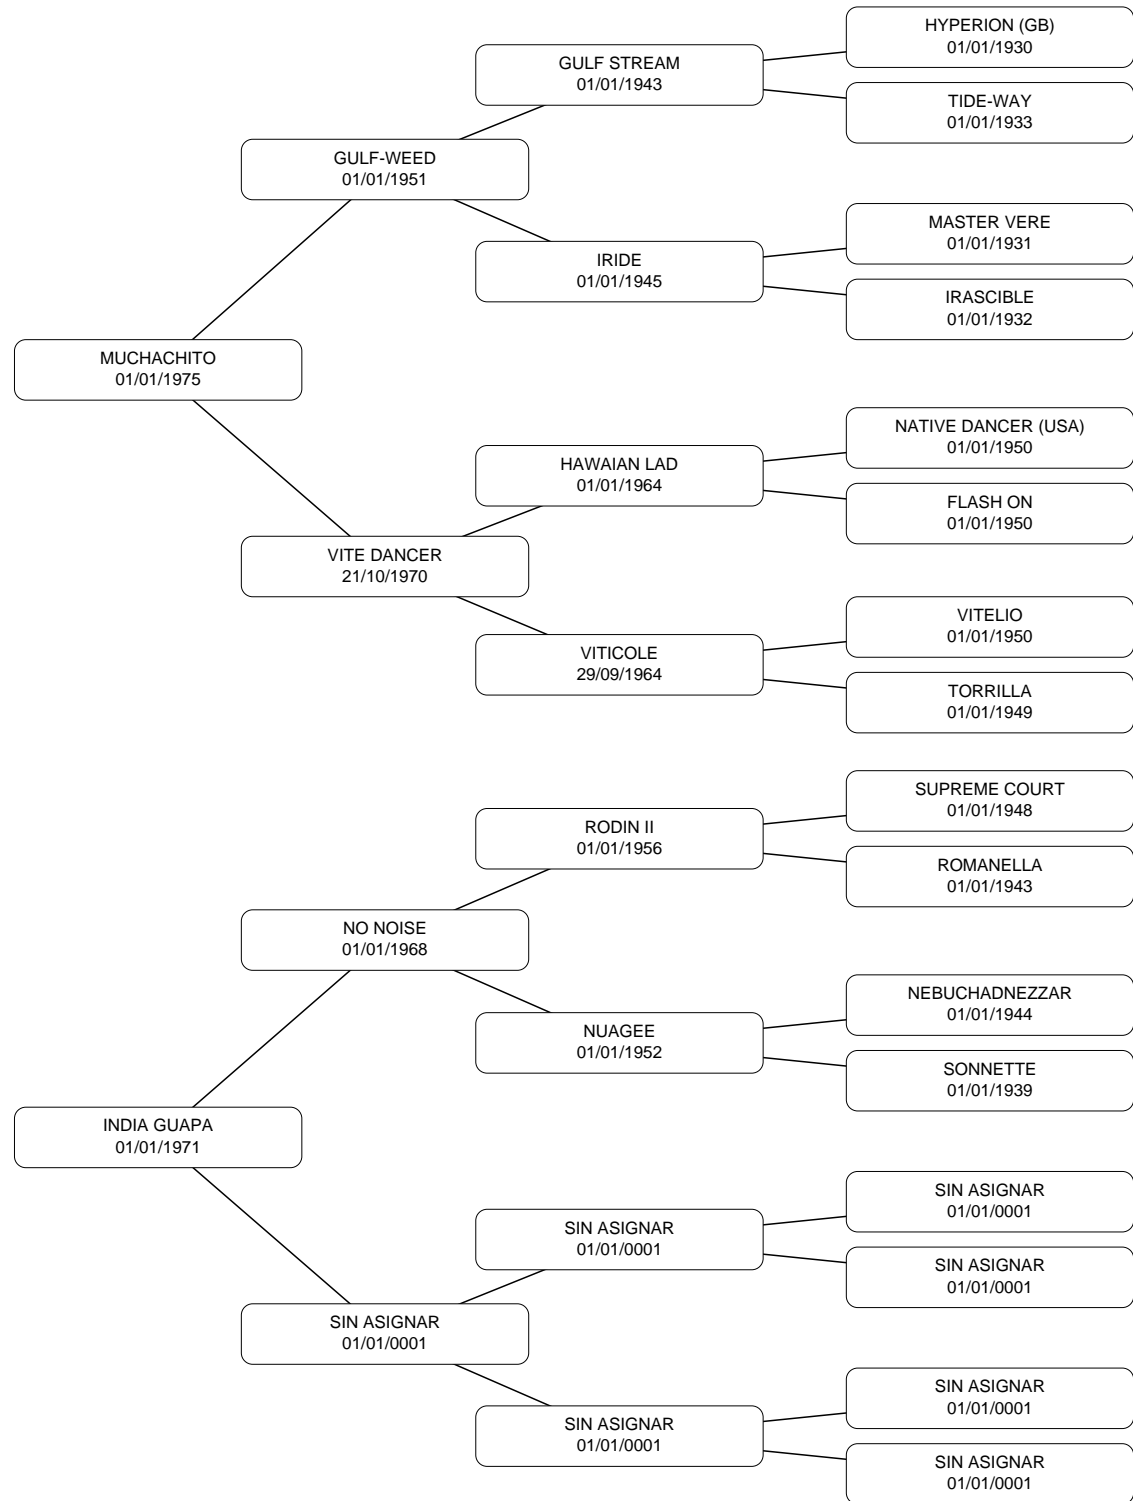 HYPERION (GB)
01/01/1930
GULF STREAM
01/01/1943
TIDE-WAY
01/01/1933
GULF-WEED
01/01/1951
MASTER VERE
01/01/1931
IRIDE
01/01/1945
IRASCIBLE
01/01/1932
MUCHACHITO
01/01/1975
NATIVE DANCER (USA)
01/01/1950
HAWAIAN LAD
01/01/1964
FLASH ON
01/01/1950
VITE DANCER
21/10/1970
VITELIO
01/01/1950
VITICOLE
29/09/1964
TORRILLA
01/01/1949
SUPREME COURT
01/01/1948
RODIN II
01/01/1956
ROMANELLA
01/01/1943
NO NOISE
01/01/1968
NEBUCHADNEZZAR
01/01/1944
NUAGEE
01/01/1952
SONNETTE
01/01/1939
INDIA GUAPA
01/01/1971
SIN ASIGNAR
01/01/0001
SIN ASIGNAR
01/01/0001
SIN ASIGNAR
01/01/0001
SIN ASIGNAR
01/01/0001
SIN ASIGNAR
01/01/0001
SIN ASIGNAR
01/01/0001
SIN ASIGNAR
01/01/0001